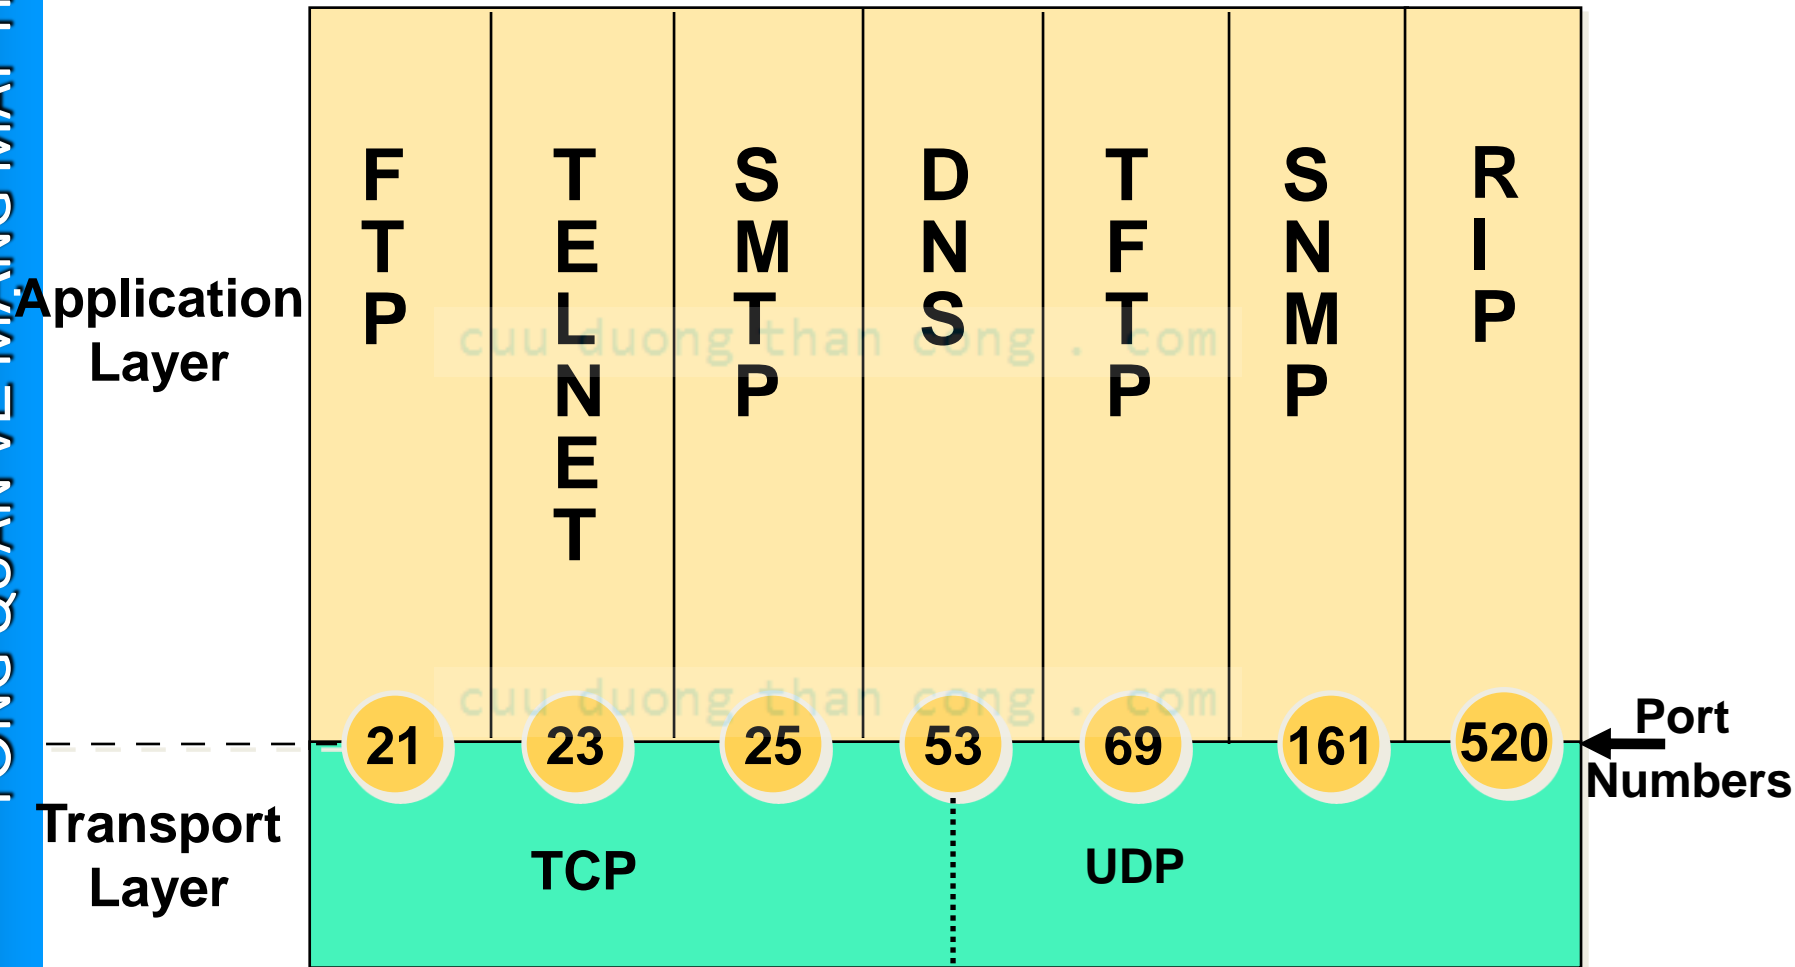 FTP
TELNET
SMTP
DNS
TFTP
SNMP
RIP
Application
Layer
cuu duong than cong . com
cuu duong than cong . com
21 23 25 53 69 161 520
Port
Numbers
Transport
Layer
TCP
UDP
QUAN